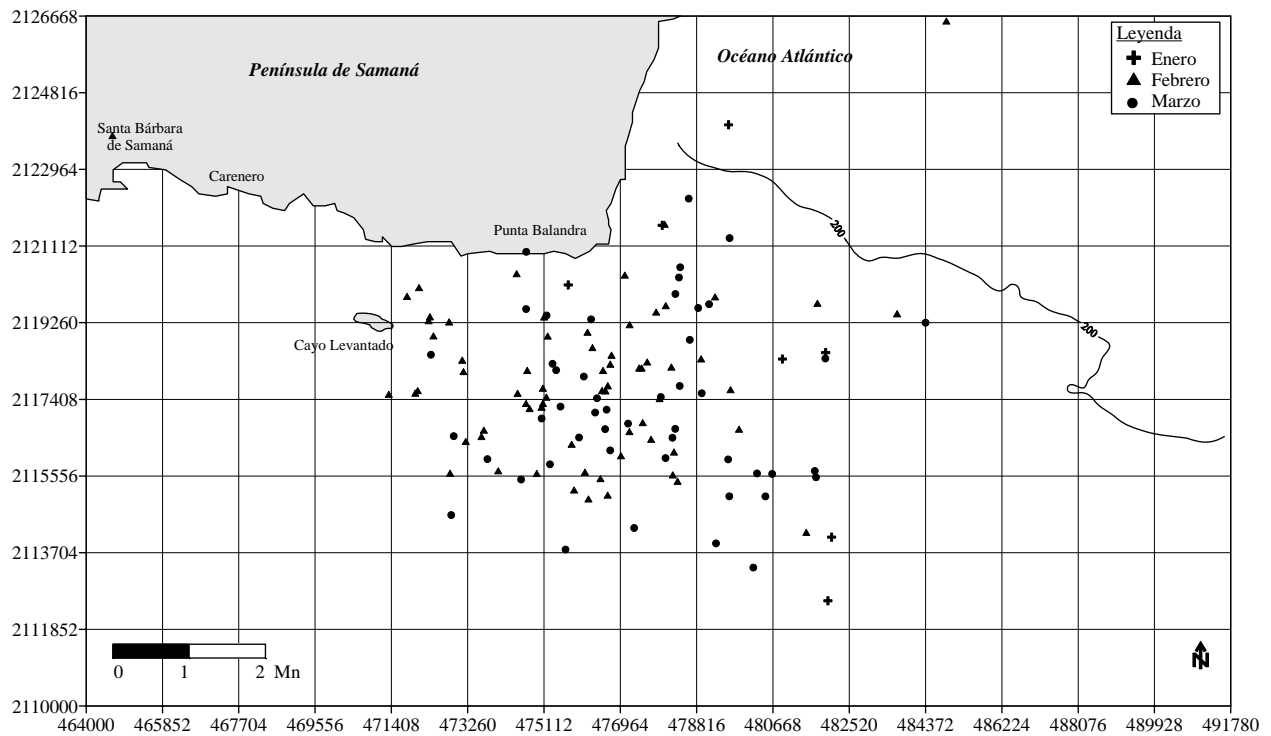 2126668
2124816
2122964
2121112
2119260
2117408
2115556
2113704
2111852
2110000
Península de Samaná
Océano Atlántico
Leyenda
Enero
Febrero
Marzo
Santa Bárbara
de Samaná
Carenero
Punta Balandra
Cayo Levantado
200
200
0 1 2 Mn
N
464000 465852 467704 469556 471408 473260 475112 476964 478816 480668 482520 484372 486224 488076 489928 491780